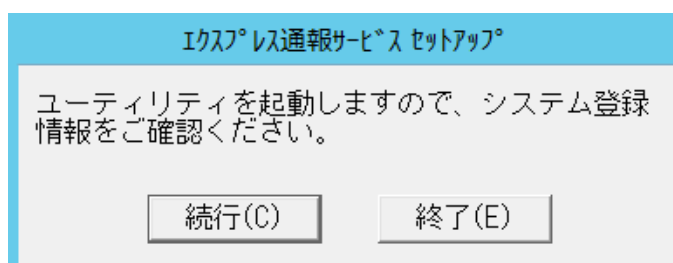 ｴｸｽﾌﾟﾚｽ通報ｻｰﾋﾞｽ ｾｯﾄｱｯﾌﾟ
ユーティリティを起動しますので、システム登録
情報をご確認ください。
続行(C)
終了(E)